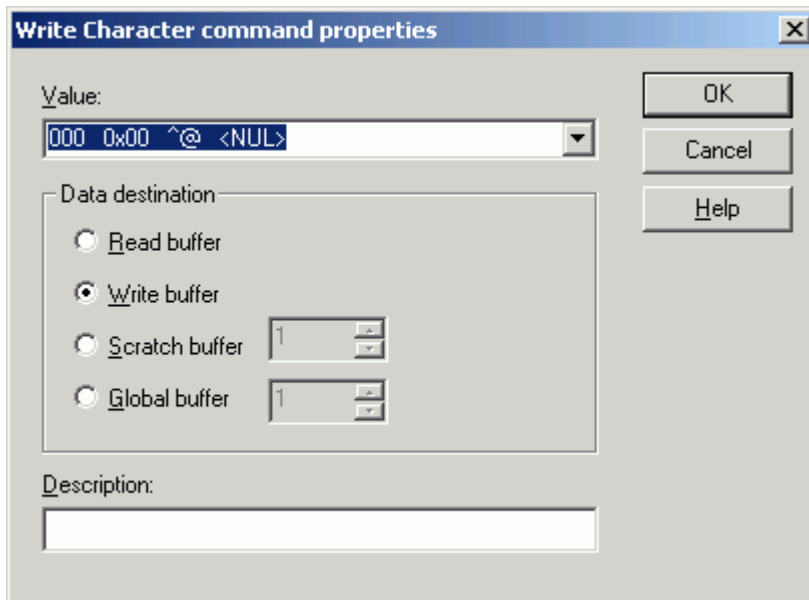 Write Character command properties
Value:
000 0x00 ^@ <NUL>
OK
Cancel
Help
Data destination
Read buffer
Write buffer
Scratch buffer 1
Global buffer 1
Description: